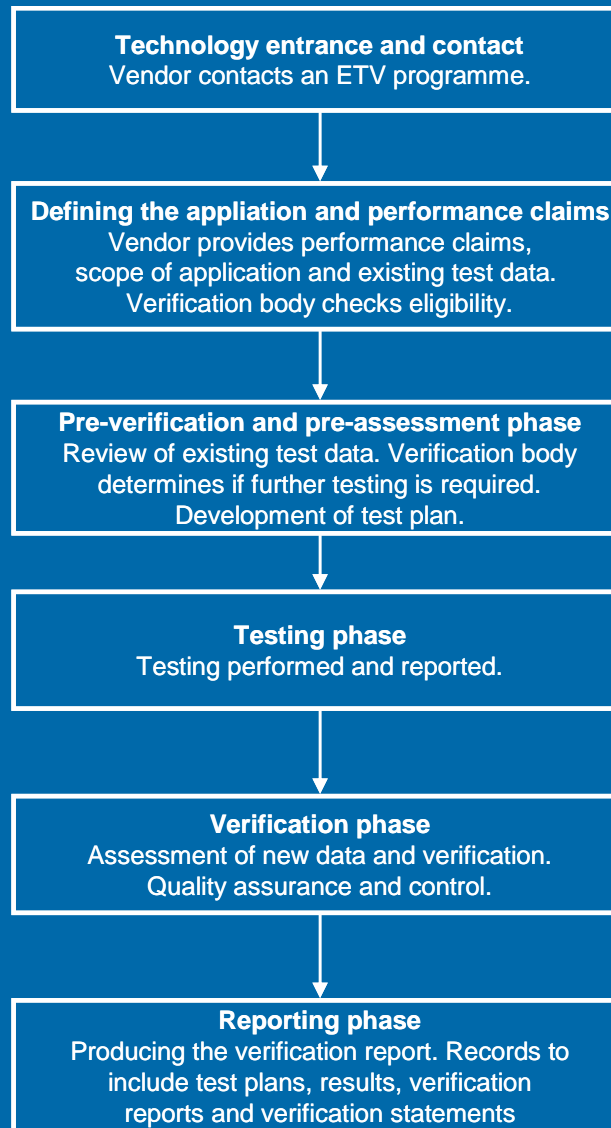 Technology entrance and contact
Vendor contacts an ETV programme.
Defining the appliation and performance claims
Vendor provides performance claims,
scope of application and existing test data.
Verification body checks eligibility.
Pre-verification and pre-assessment phase
Review of existing test data. Verification body
determines if further testing is required.
Development of test plan.
Testing phase
Testing performed and reported.
Verification phase
Assessment of new data and verification.
Quality assurance and control.
Reporting phase
Producing the verification report. Records to
include test plans, results, verification
reports and verification statements